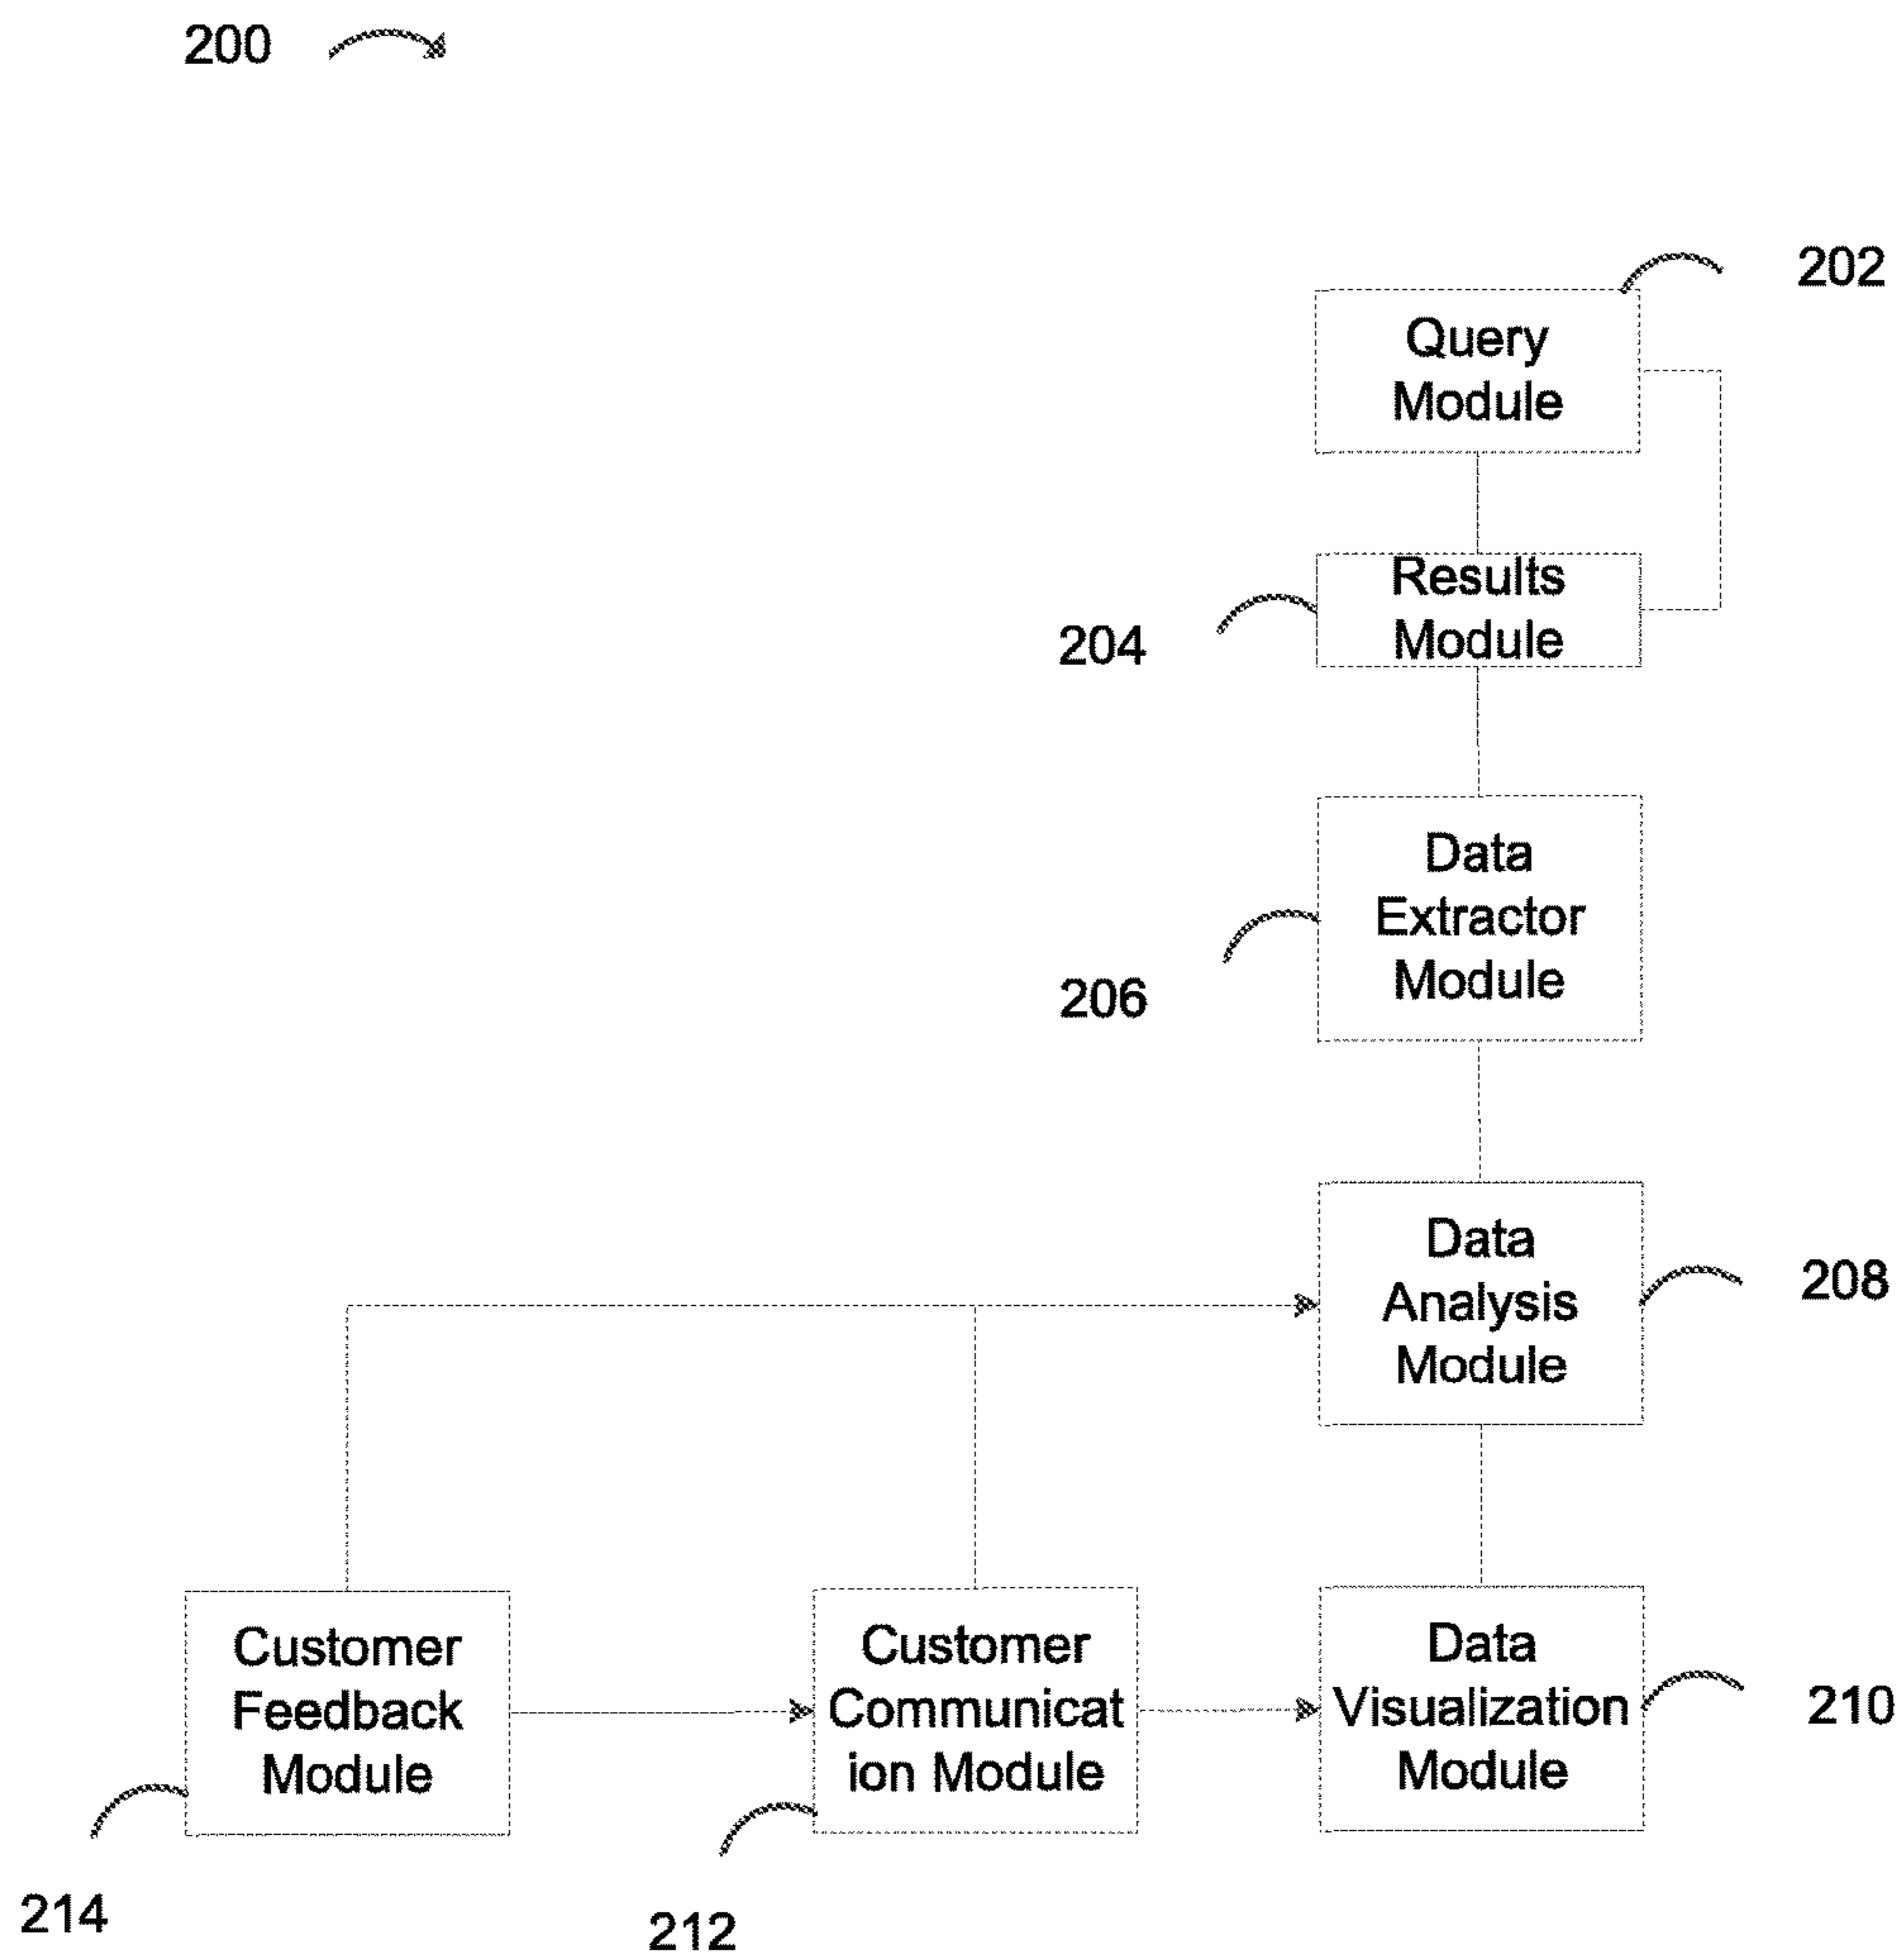 200
202
Query
Module
Results
Module
204
Data
Extractor
Module
206
Data
Analysis
Module
208
Customer
Feedback
Module
Customer
Communicat
ion Module
Data
Visualization
Module
210
214
212